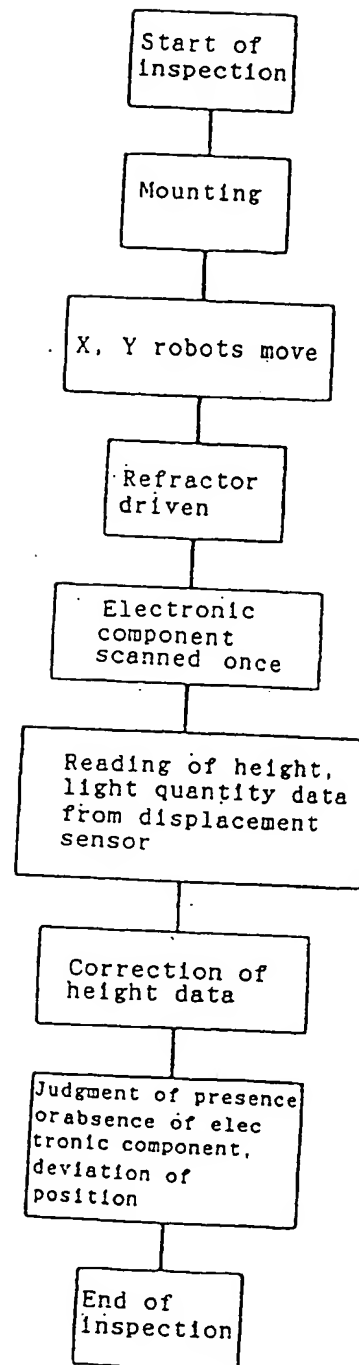 Start of
inspection
Mounting
X, Y robots move
Refractor
driven
Electronic
component
scanned once
Reading of height,
light quantity data
from displacement
sensor
Correction of
height data
Judgment of presence
orabsence of elec
tronic component,
deviation of
position
End of
inspection